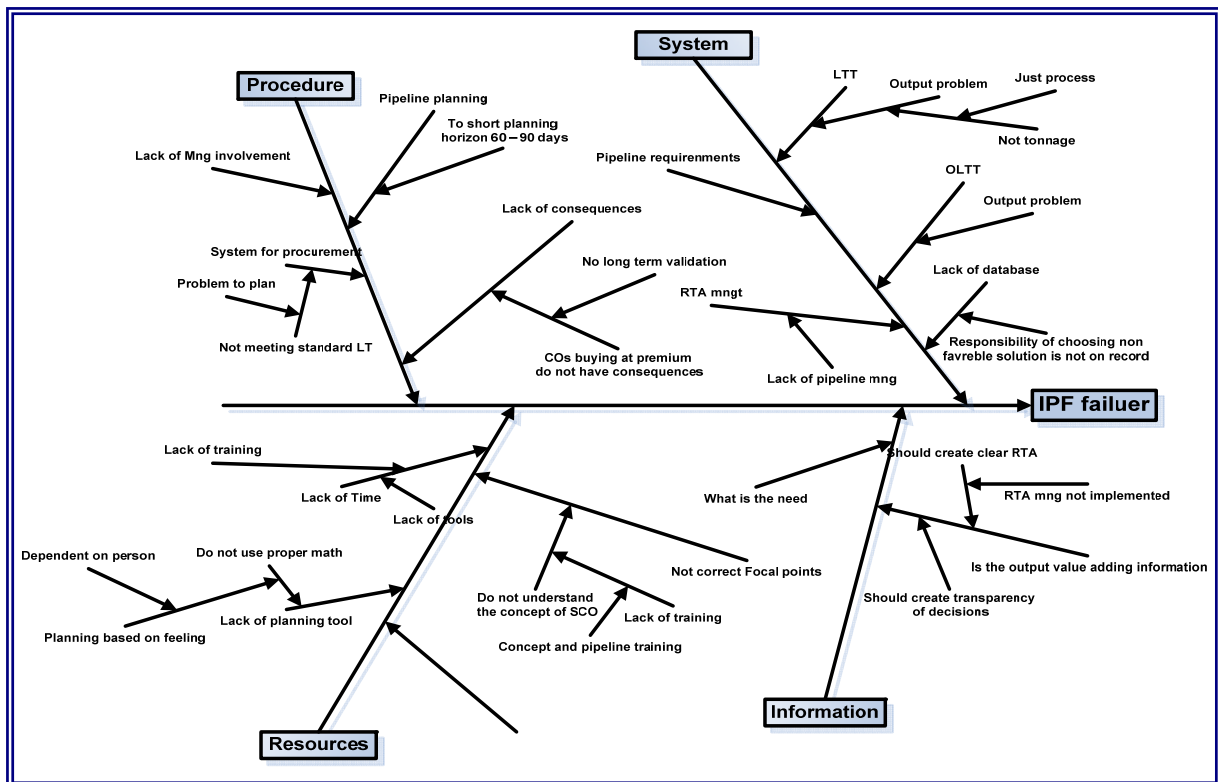 System
Procedure
LTT
Output problem
Just process
Not tonnage
Pipeline planning
To short planning
horizon 60–90 days
Lack of Mng involvement
Pipeline requirenments
OLTT
Output problem
Lack of consequences
System for procurement
No long term validation
Lack of database
Problem to plan
RTA mngt
Not meeting standard LT
COs buying at premium
do not have consequences
Lack of pipeline mng
Responsibility of choosing non
favreble solution is not on record
IPF failuer
Lack of training
Lack of Time
Lack of tools
What is the need
Should create clear RTA
RTA mng not implemented
Dependent on person
Do not use proper math
Planning based on feeling
Lack of planning tool
Not correct Focal points
Do not understand
the concept of SCO
Lack of training
Concept and pipeline training
Is the output value adding information
Should create transparency
of decisions
Resources
Information